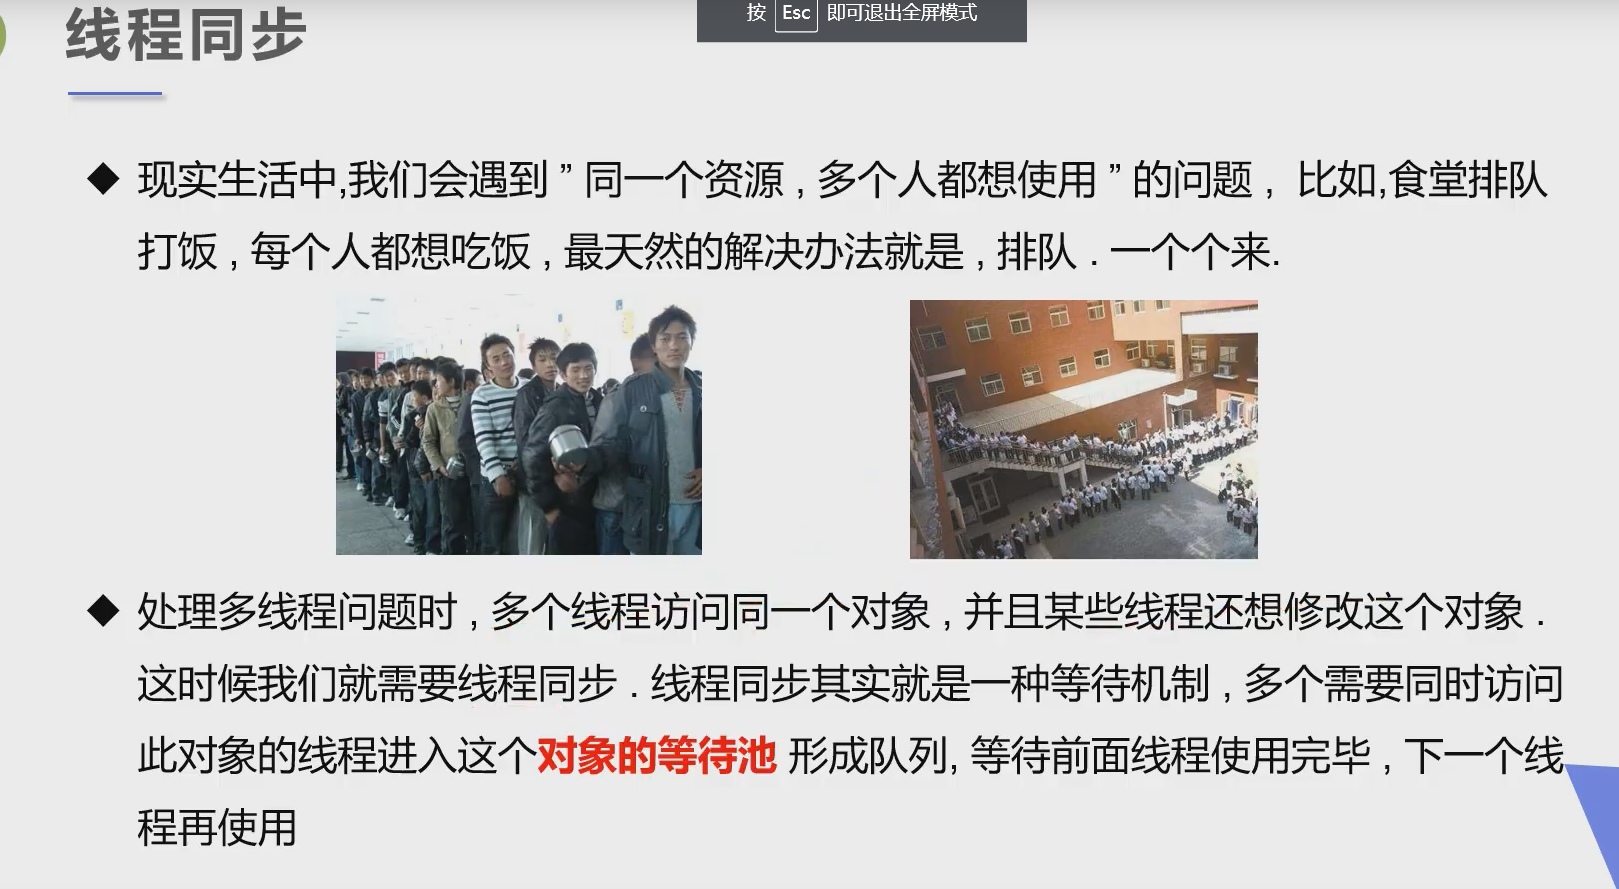 按 Esc 即可退出全屏模式
线程同步
◆ 现实生活中,我们会遇到 ” 同一个资源 , 多个人都想使用 ” 的问题 , 比如,食堂排队
打饭 , 每个人都想吃饭 , 最天然的解决办法就是 , 排队 . 一个个来.
◆ 处理多线程问题时 , 多个线程访问同一个对象 , 并且某些线程还想修改这个对象 .
这时候我们就需要线程同步 . 线程同步其实就是一种等待机制 , 多个需要同时访问
此对象的线程进入这个对象的等待池 形成队列, 等待前面线程使用完毕 , 下一个线
程再使用